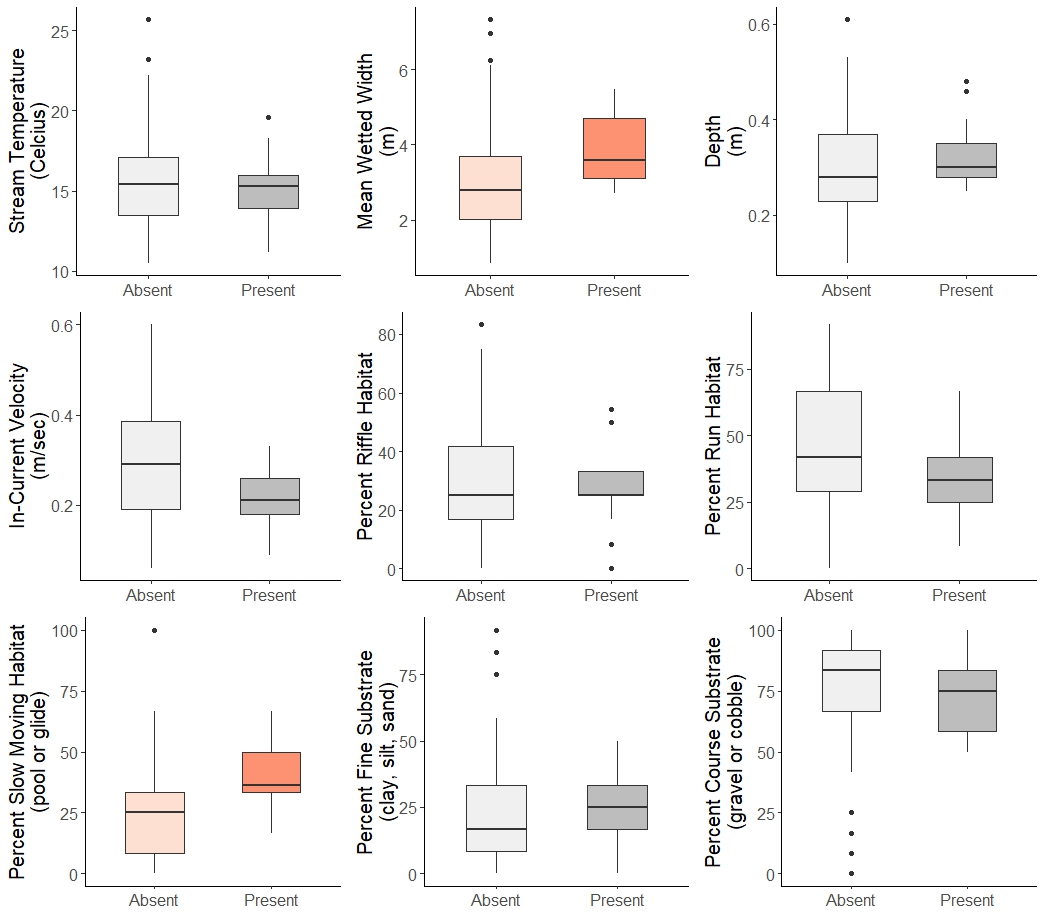 Stream Temperature
(Celcius)
25
20
15
10
Absent
Present
Mean Wetted Width
(m)
6
4
2
Absent
Present
Depth
(m)
0.6
0.4
0.2
Absent
Present
In-Current Velocity
(m/sec)
0.6
0.4
0.2
Absent
Present
Percent Riffle Habitat
80
60
40
20
0
Absent
Present
Percent Run Habitat
75
50
25
0
Absent
Present
Percent Slow Moving Habitat
(pool or glide)
100
75
50
25
0
Absent
Present
Percent Fine Substrate
(clay, silt, sand)
75
50
25
0
Absent
Present
Percent Course Substrate
(gravel or cobble)
100
75
50
25
0
Absent
Present